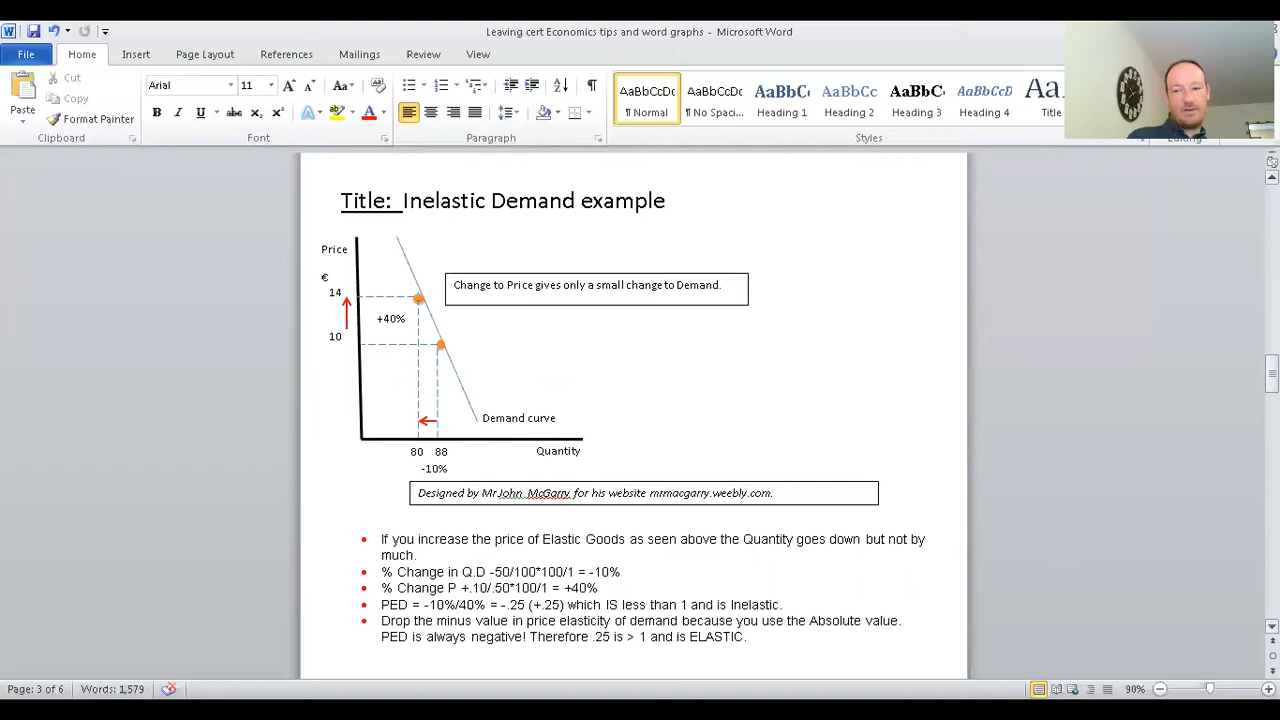 Leaving cert Economics tips and word graphs - Microsoft Word
File Home Insert Page Layout References Mailings Review View
Cut
Copy
Format Painter
Paste
Arial 11
Clipboard Font Paragraph Styles
AaBbCcDc AaBbCcDc AaBbC AaBbCc AaBbCc AaBbCcI
¶ Normal ¶ No Spaci... Heading 1 Heading 2 Heading 3 Heading 4 Title
Title: Inelastic Demand example
Price
€
14
+40%
10
Change to Price gives only a small change to Demand.
Demand curve
80 88 Quantity
-10%
Designed by Mr John McGarry for his website mrmacgarry.weebly.com.
• If you increase the price of Elastic Goods as seen above the Quantity goes down but not by
much.
• % Change in Q.D -50/100*100/1 = -10%
• % Change P +.10/.50*100/1 = +40%
• PED = -10%/40% = -.25 (+.25) which IS less than 1 and is Inelastic.
• Drop the minus value in price elasticity of demand because you use the Absolute value.
PED is always negative! Therefore .25 is > 1 and is ELASTIC.
Page: 3 of 6 Words: 1,579 90%